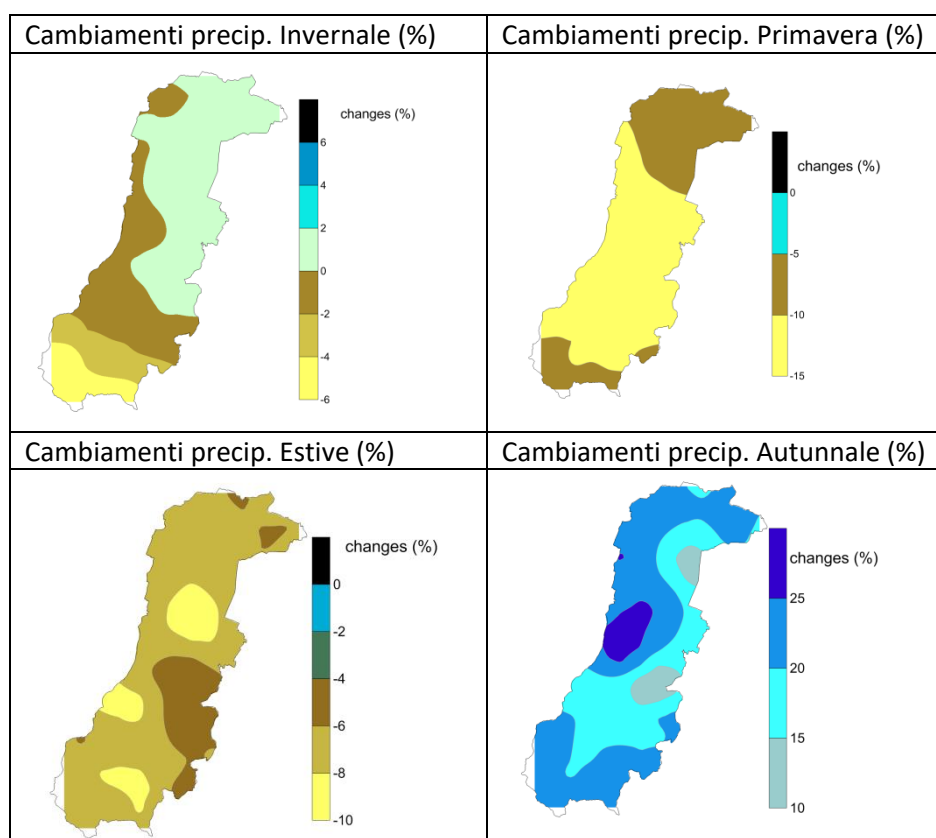 Cambiamenti precip. Invernale (%)
changes (%)
6
4
2
0
-2
-4
-6
Cambiamenti precip. Primavera (%)
changes (%)
0
-5
-10
-15
Cambiamenti precip. Estive (%)
changes (%)
0
-2
-4
-6
-8
-10
Cambiamenti precip. Autunnale (%)
changes (%)
25
20
15
10